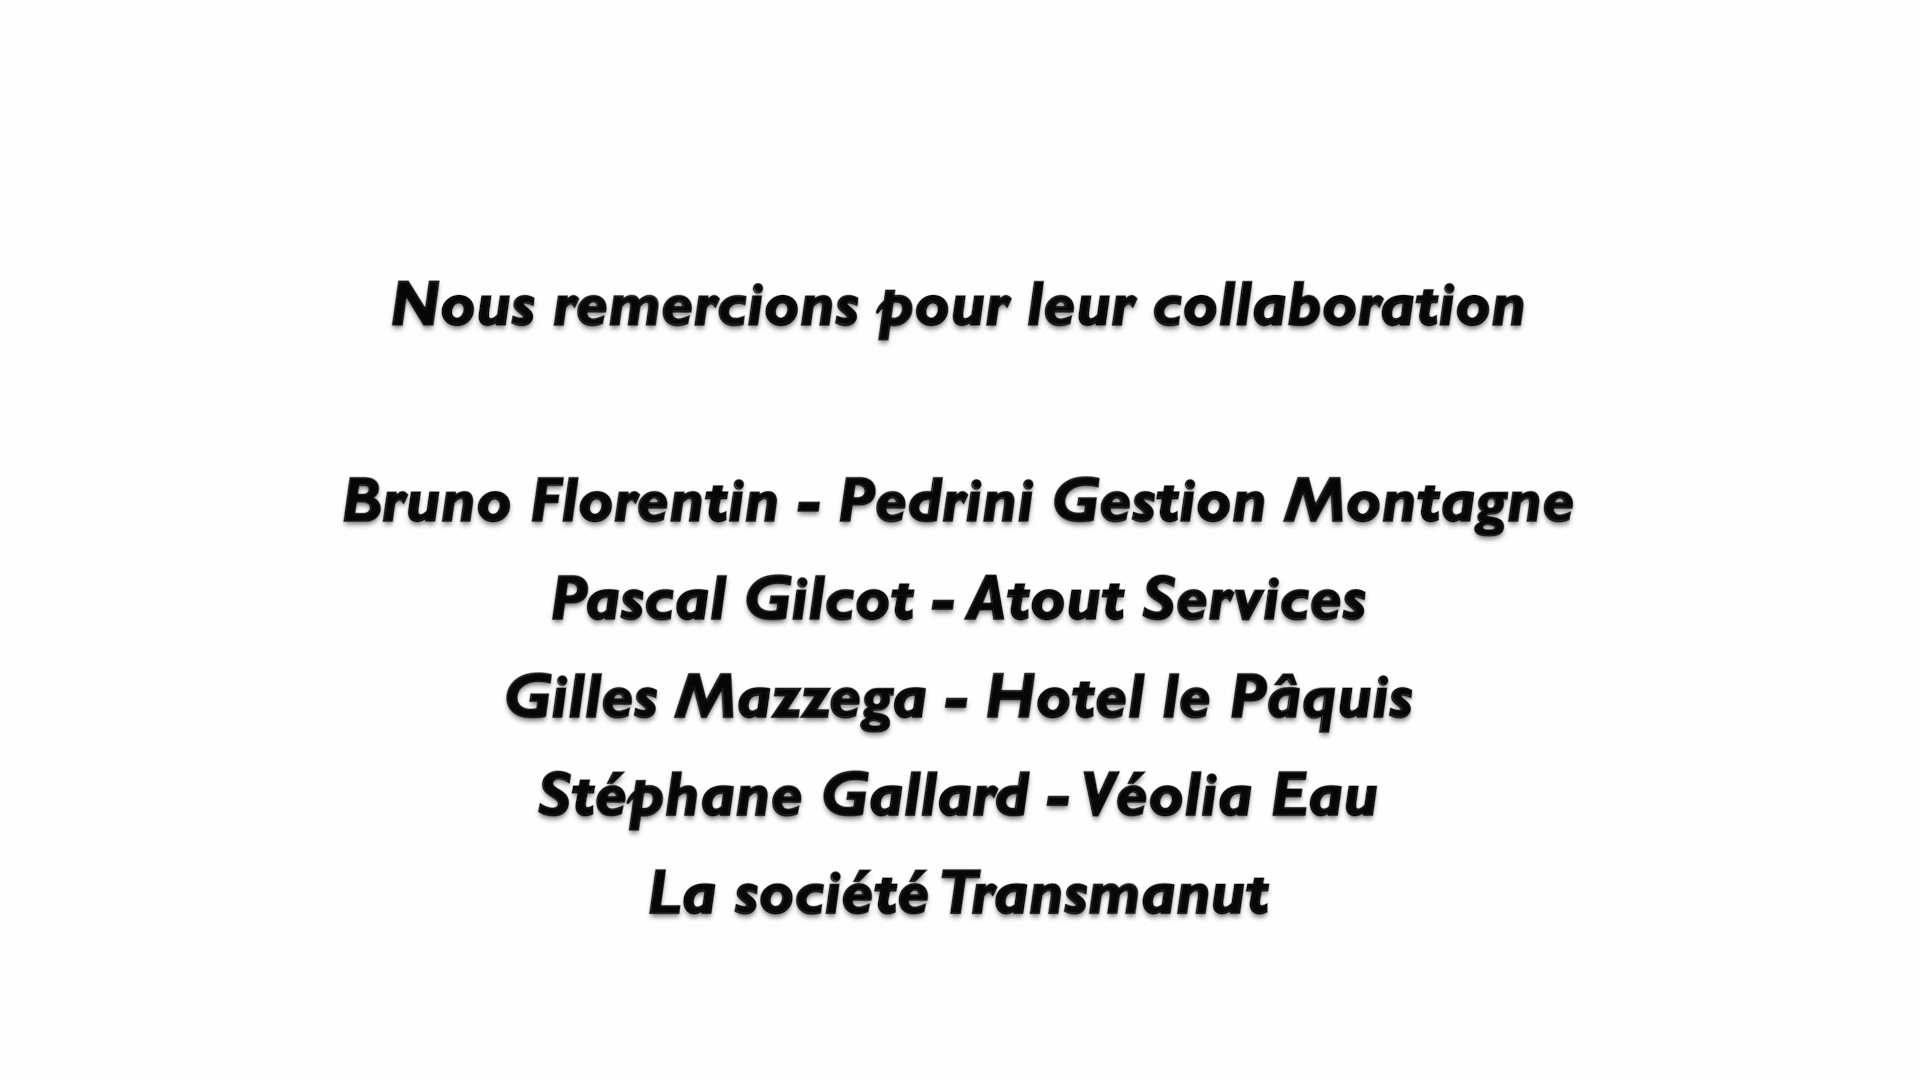 Nous remercions pour leur collaboration
Bruno Florentin - Pedrini Gestion Montagne
Pascal Gilcot - Atout Services
Gilles Mazzega - Hotel le Pâquis
Stéphane Gallard - Véolia Eau
La société Transmanut